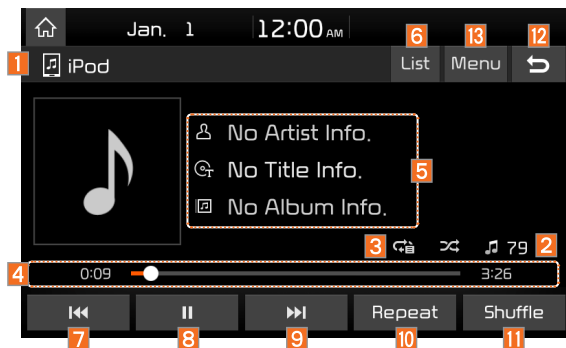 Jan. 1 12:00 AM
6 13 12
1 iPod List Menu
No Artist Info.
No Title Info. 5
No Album Info.
3 79 2
4 0:09 3:26
Repeat Shuffle
7 8 9 10 11